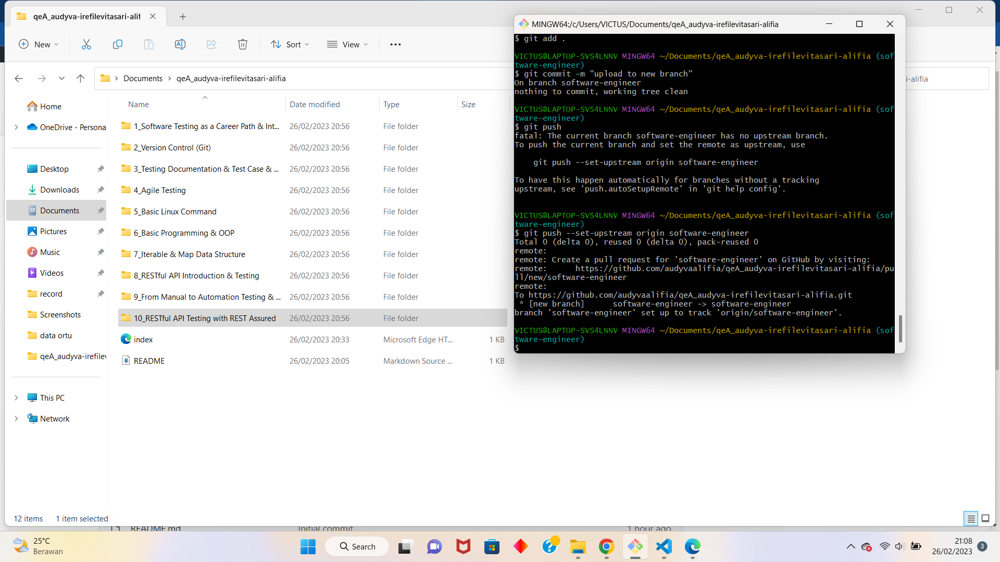 qeA_audyva-irefilevitasari-alif
New
Sort
View
Documents
qeA_audyva-irefilevitasari-alifia
i-alifia
Home
OneDrive - Persona
Desktop
Downloads
Documents
Pictures
Music
Videos
record
Screenshots
data ortu
qeA_audyva-irefilev
This PC
Network
Name Date modified Type Size
1_Software Testing as a Career Path & Int... 26/02/2023 20:56 File folder
2_Version Control (Git) 26/02/2023 20:56 File folder
3_Testing Documentation & Test Case & ... 26/02/2023 20:56 File folder
4_Agile Testing 26/02/2023 20:56 File folder
5_Basic Linux Command 26/02/2023 20:56 File folder
6_Basic Programming & OOP 26/02/2023 20:56 File folder
7_Iterable & Map Data Structure 26/02/2023 20:56 File folder
8_RESTful API Introduction & Testing 26/02/2023 20:56 File folder
9_From Manual to Automation Testing & ... 26/02/2023 20:56 File folder
10_RESTful API Testing with REST Assured 26/02/2023 20:56 File folder
index 26/02/2023 20:33 Microsoft Edge HT... 1 KB
README 26/02/2023 20:05 Markdown Source ... 1 KB
12 items 1 item selected
MINGW64:/c/Users/VICTUS/Documents/qeA_audyva-irefilevitasari-alifia
$ git add .
VICTUS@LAPTOP-SVS4LNNV MINGW64 ~/Documents/qeA_audyva-irefilevitasari-alifia (sof
tware-engineer)
$ git commit -m "upload to new branch"
On branch software-engineer
nothing to commit, working tree clean
VICTUS@LAPTOP-SVS4LNNV MINGW64 ~/Documents/qeA_audyva-irefilevitasari-alifia (sof
tware-engineer)
$ git push
fatal: The current branch software-engineer has no upstream branch.
To push the current branch and set the remote as upstream, use
git push --set-upstream origin software-engineer
To have this happen automatically for branches without a tracking
upstream, see 'push.autoSetupRemote' in 'git help config'.
VICTUS@LAPTOP-SVS4LNNV MINGW64 ~/Documents/qeA_audyva-irefilevitasari-alifia (sof
tware-engineer)
$ git push --set-upstream origin software-engineer
Total 0 (delta 0), reused 0 (delta 0), pack-reused 0
remote:
remote: Create a pull request for 'software-engineer' on GitHub by visiting:
remote:      https://github.com/audyvaalifia/qeA_audyva-irefilevitasari-alifia/pu
ll/new/software-engineer
remote:
To https://github.com/audyvaalifia/qeA_audyva-irefilevitasari-alifia.git
* [new branch]      software-engineer -> software-engineer
branch 'software-engineer' set up to track 'origin/software-engineer'.
VICTUS@LAPTOP-SVS4LNNV MINGW64 ~/Documents/qeA_audyva-irefilevitasari-alifia (sof
tware-engineer)
$
README.md Initial commit 1 hour ago
25°C
Berawan
Search
21:08
26/02/2023
3